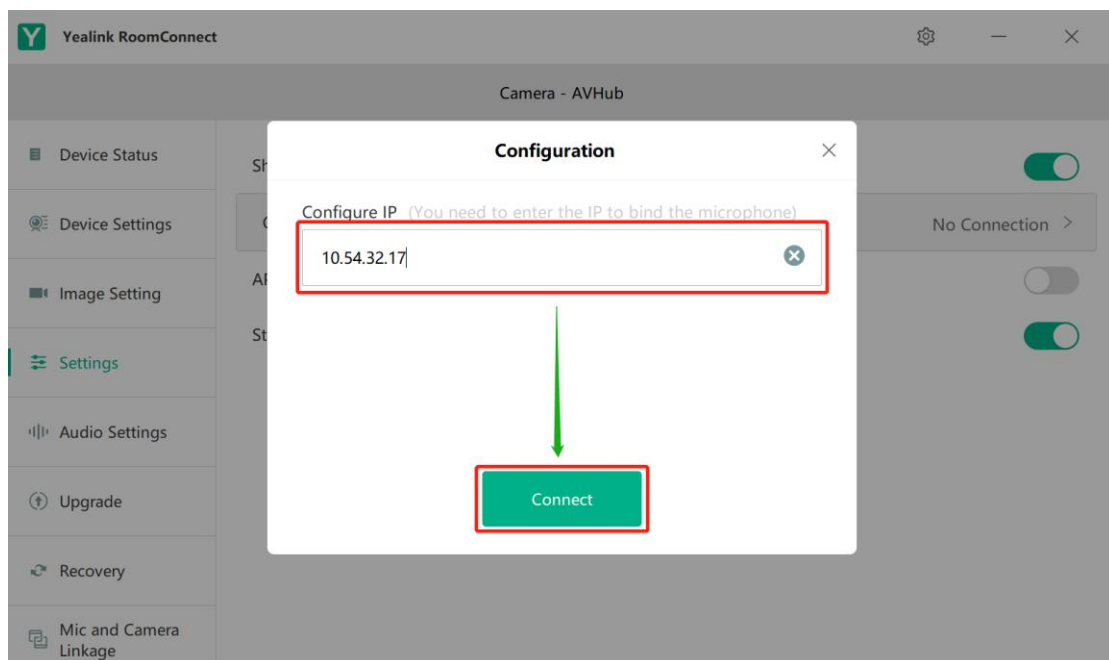 Yealink RoomConnect
Camera - AVHub
Device Status
Device Settings
Image Setting
Settings
Audio Settings
Upgrade
Recovery
Mic and Camera
Linkage
Sh
No Connection
St
Configuration
Configure IP (You need to enter the IP to bind the microphone)
10.54.32.17
Connect